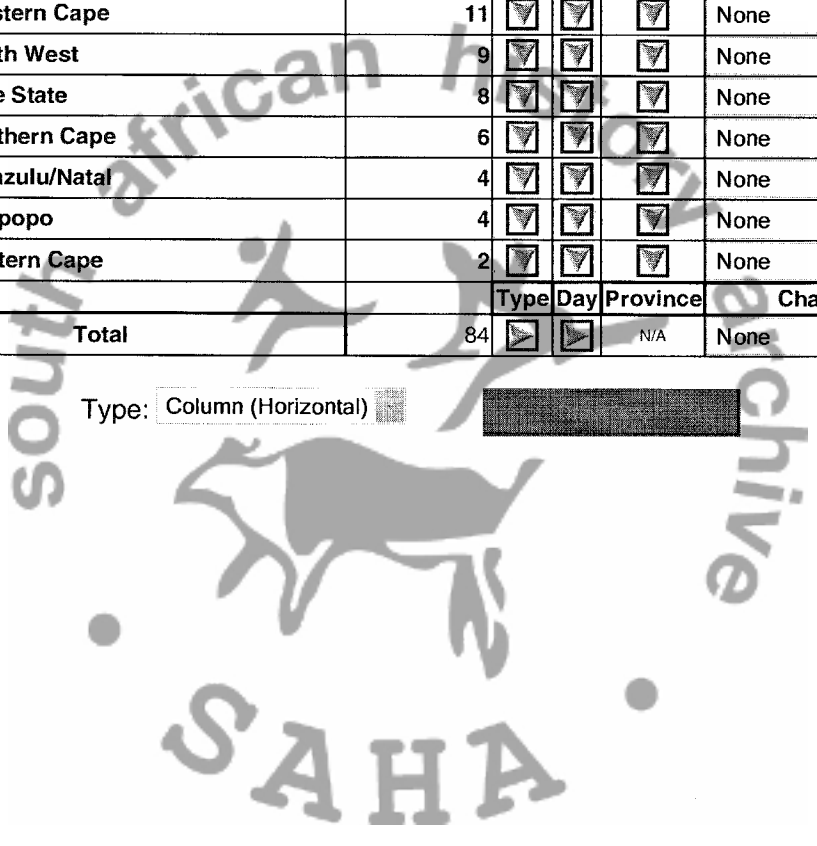 stern Cape 11 None
th West 9 None
e State 8 None
thern Cape 6 None
azulu/Natal 4 None
popo 4 None
tern Cape 2 None
Type Day Province Cha
Total 84 N/A None
Type: Column (Horizontal)
south african history archive
SAHA